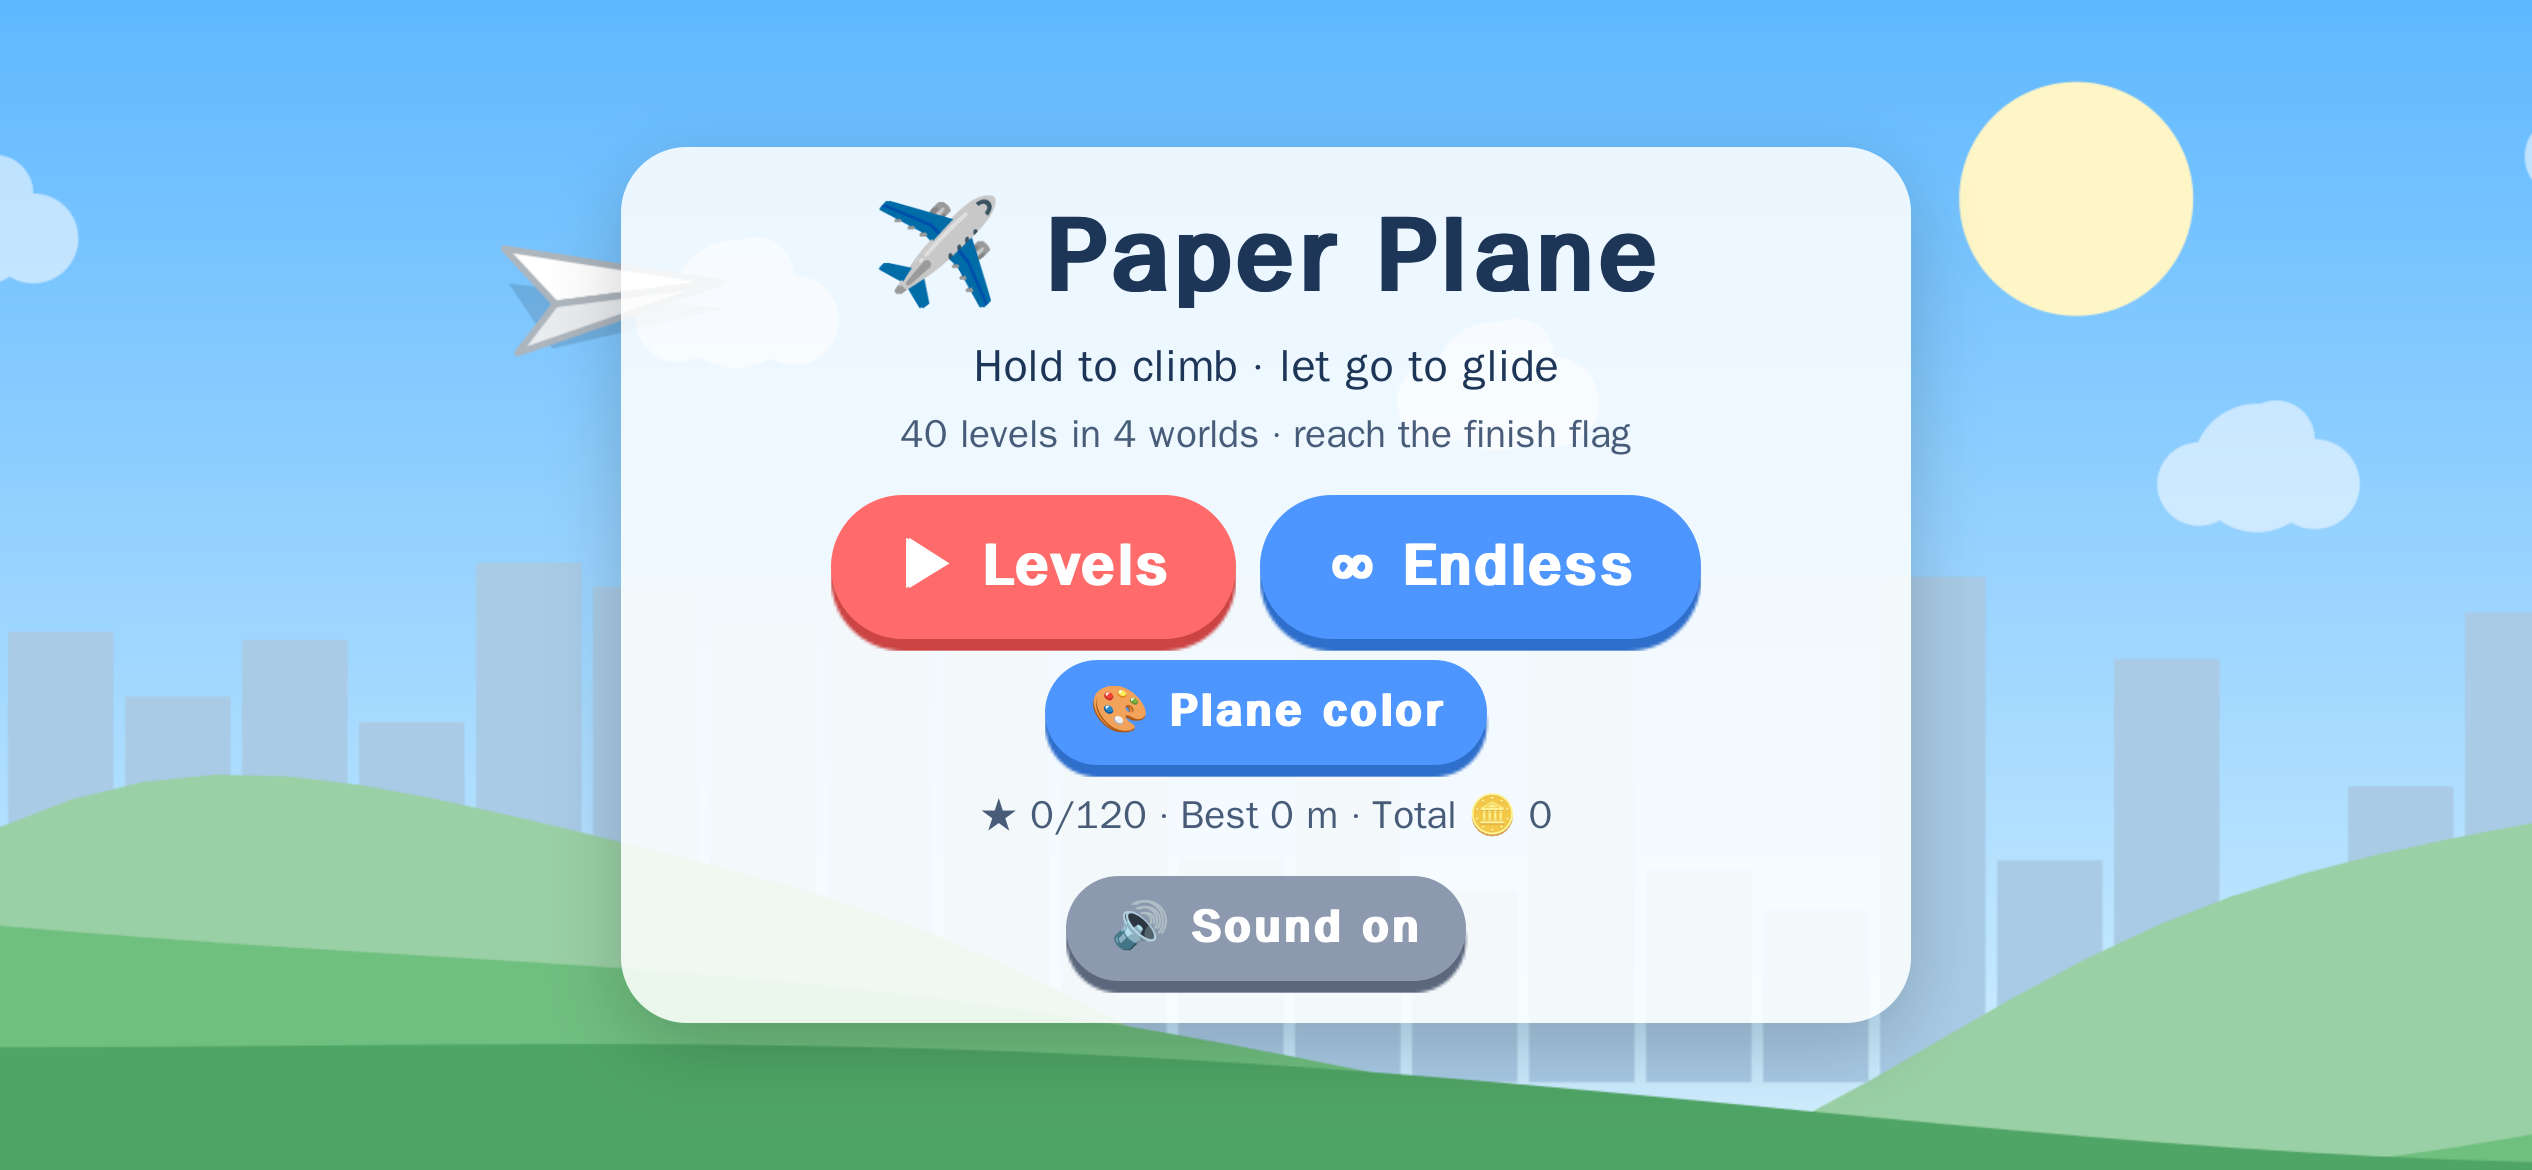 ✈️ Paper Plane
Hold to climb · let go to glide
40 levels in 4 worlds · reach the finish flag
▶ Levels
∞ Endless
🎨 Plane color
★ 0/120 · Best 0 m · Total 🪙 0
🔊 Sound on